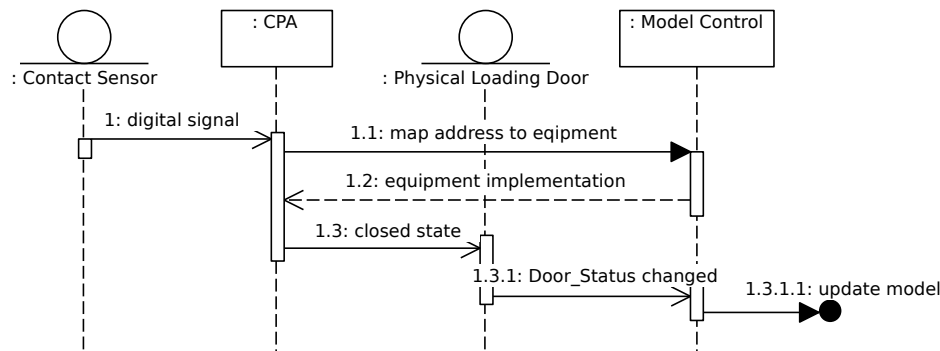 : CPA
: Model Control
: Contact Sensor
: Physical Loading Door
1: digital signal
1.1: map address to eqipment
1.2: equipment implementation
1.3: closed state
1.3.1: Door_Status changed
1.3.1.1: update model